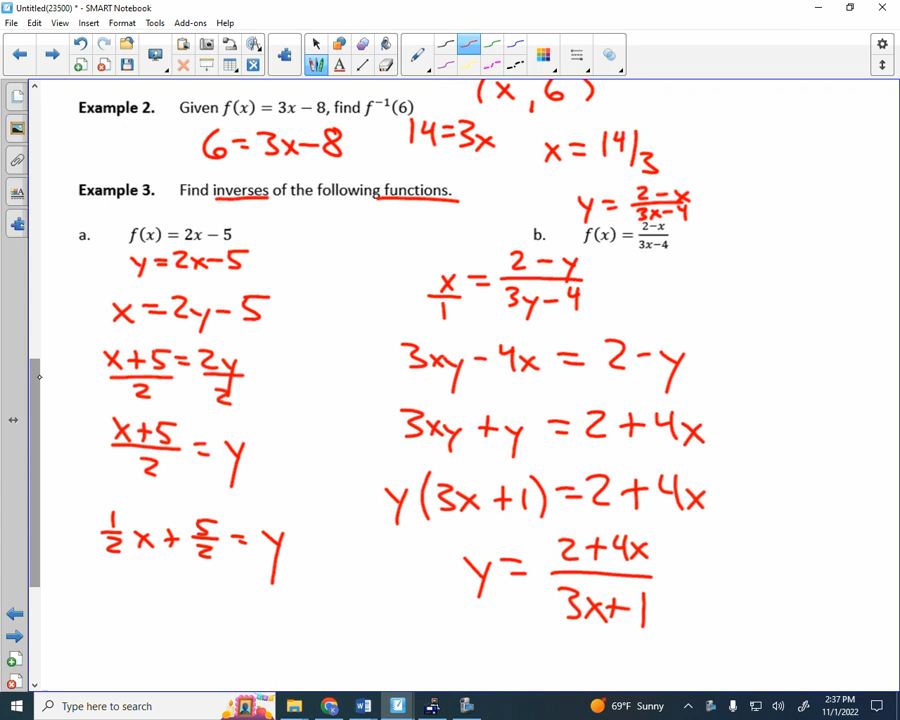 Untitled(23500) * - SMART Notebook
File Edit View Insert Format Tools Add-ons Help
(x, 6)
Example 2. Given f(x) = 3x − 8, find f⁻¹(6)
6=3x-8 14=3x x = 14/3
Example 3. Find inverses of the following functions.
y = (2-x)/(3x-4)
a. f(x) = 2x − 5 b. f(x) = (2−x)/(3x−4)
y=2x-5
x/1 = (2-y)/(3y-4)
x=2y-5
(x+5)/2 = 2y/2
3xy-4x = 2-y
(x+5)/2 = y
3xy+y = 2+4x
y(3x+1)=2+4x
1/2 x + 5/2 = y
y = (2+4x)/(3x+1)
Type here to search
69°F Sunny
2:37 PM
11/1/2022